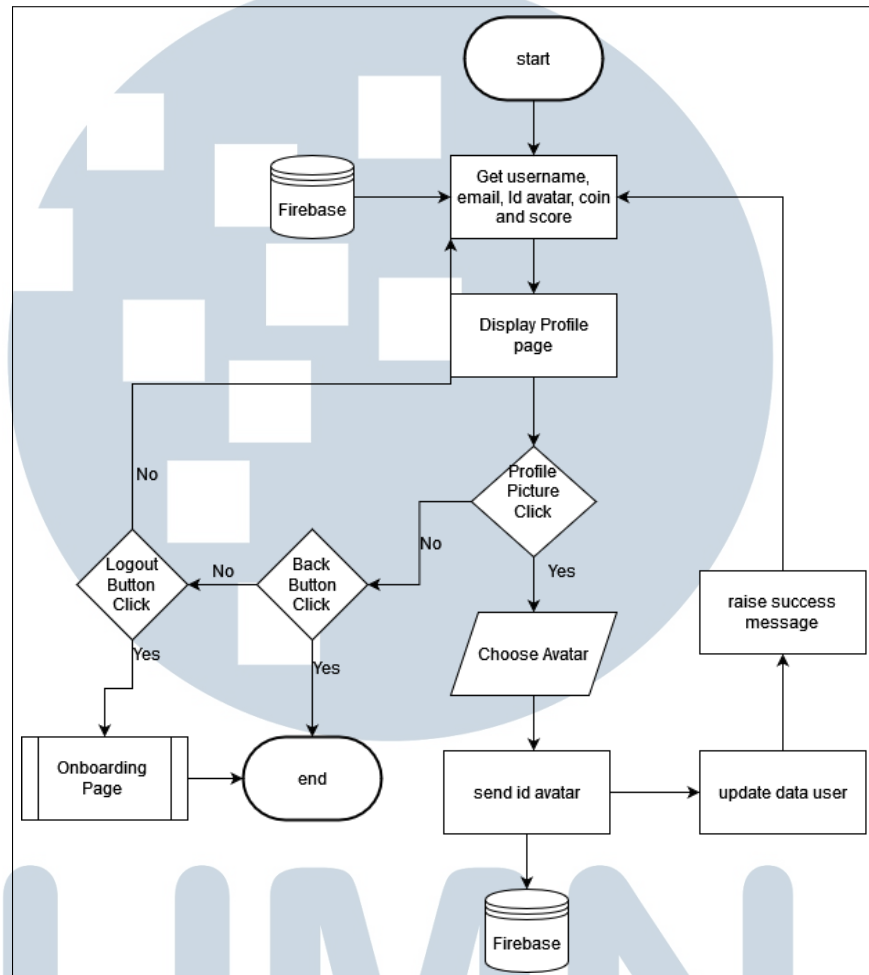 start
Get username,
email, Id avatar, coin
and score
Firebase
Display Profile
page
Profile
Picture
Click
No
Yes
No
Back
Button
Click
No
Logout
Button
Click
Yes
Yes
Choose Avatar
raise success
message
Onboarding
Page
end
send id avatar
update data user
Firebase
UMN